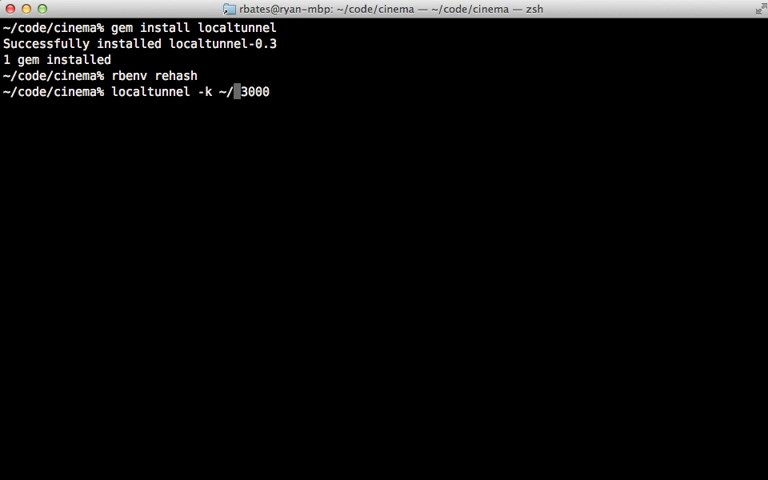 rbates@ryan-mbp: ~/code/cinema — ~/code/cinema — zsh
~/code/cinema% gem install localtunnel
Successfully installed localtunnel-0.3
1 gem installed
~/code/cinema% rbenv rehash
~/code/cinema% localtunnel -k ~/ 3000